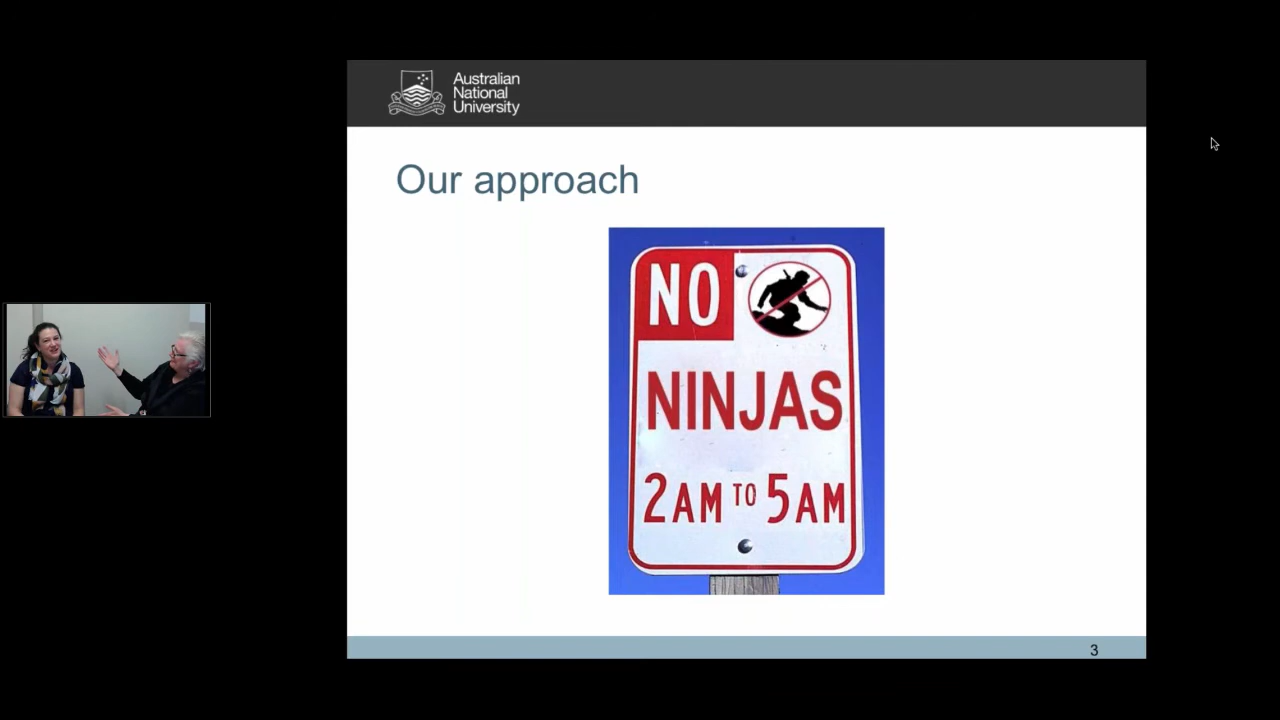 Australian
National
University
Our approach
NO
NINJAS
2AM TO 5AM
3